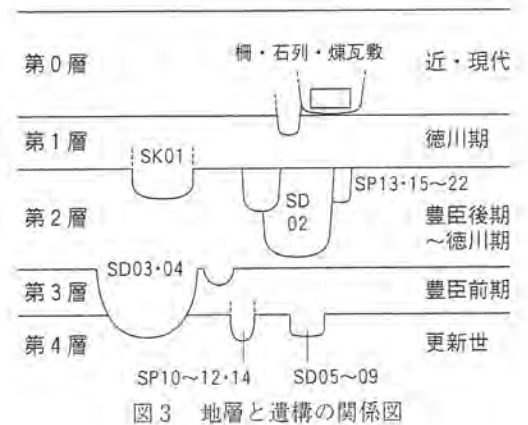 第0層
柵・石列・煉瓦敷
近・現代
第1層
SK01
徳川期
SP13・15～22
第2層
SD
02
豊臣後期
～徳川期
SD03・04
第3層
豊臣前期
第4層
更新世
SP10～12・14
SD05～09
図3 地層と遺構の関係図